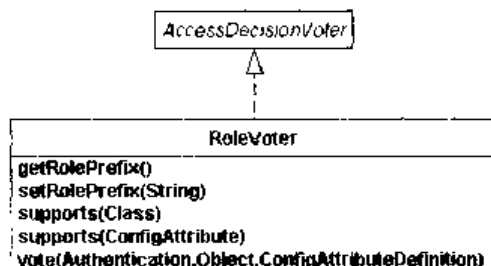 AccessDecisionVoter
RoleVoter
getRolePrefix()
setRolePrefix(String)
supports(Class)
supports(ConfigAttribute)
vote(Authentication,Object,ConfigAttributeDefinition)